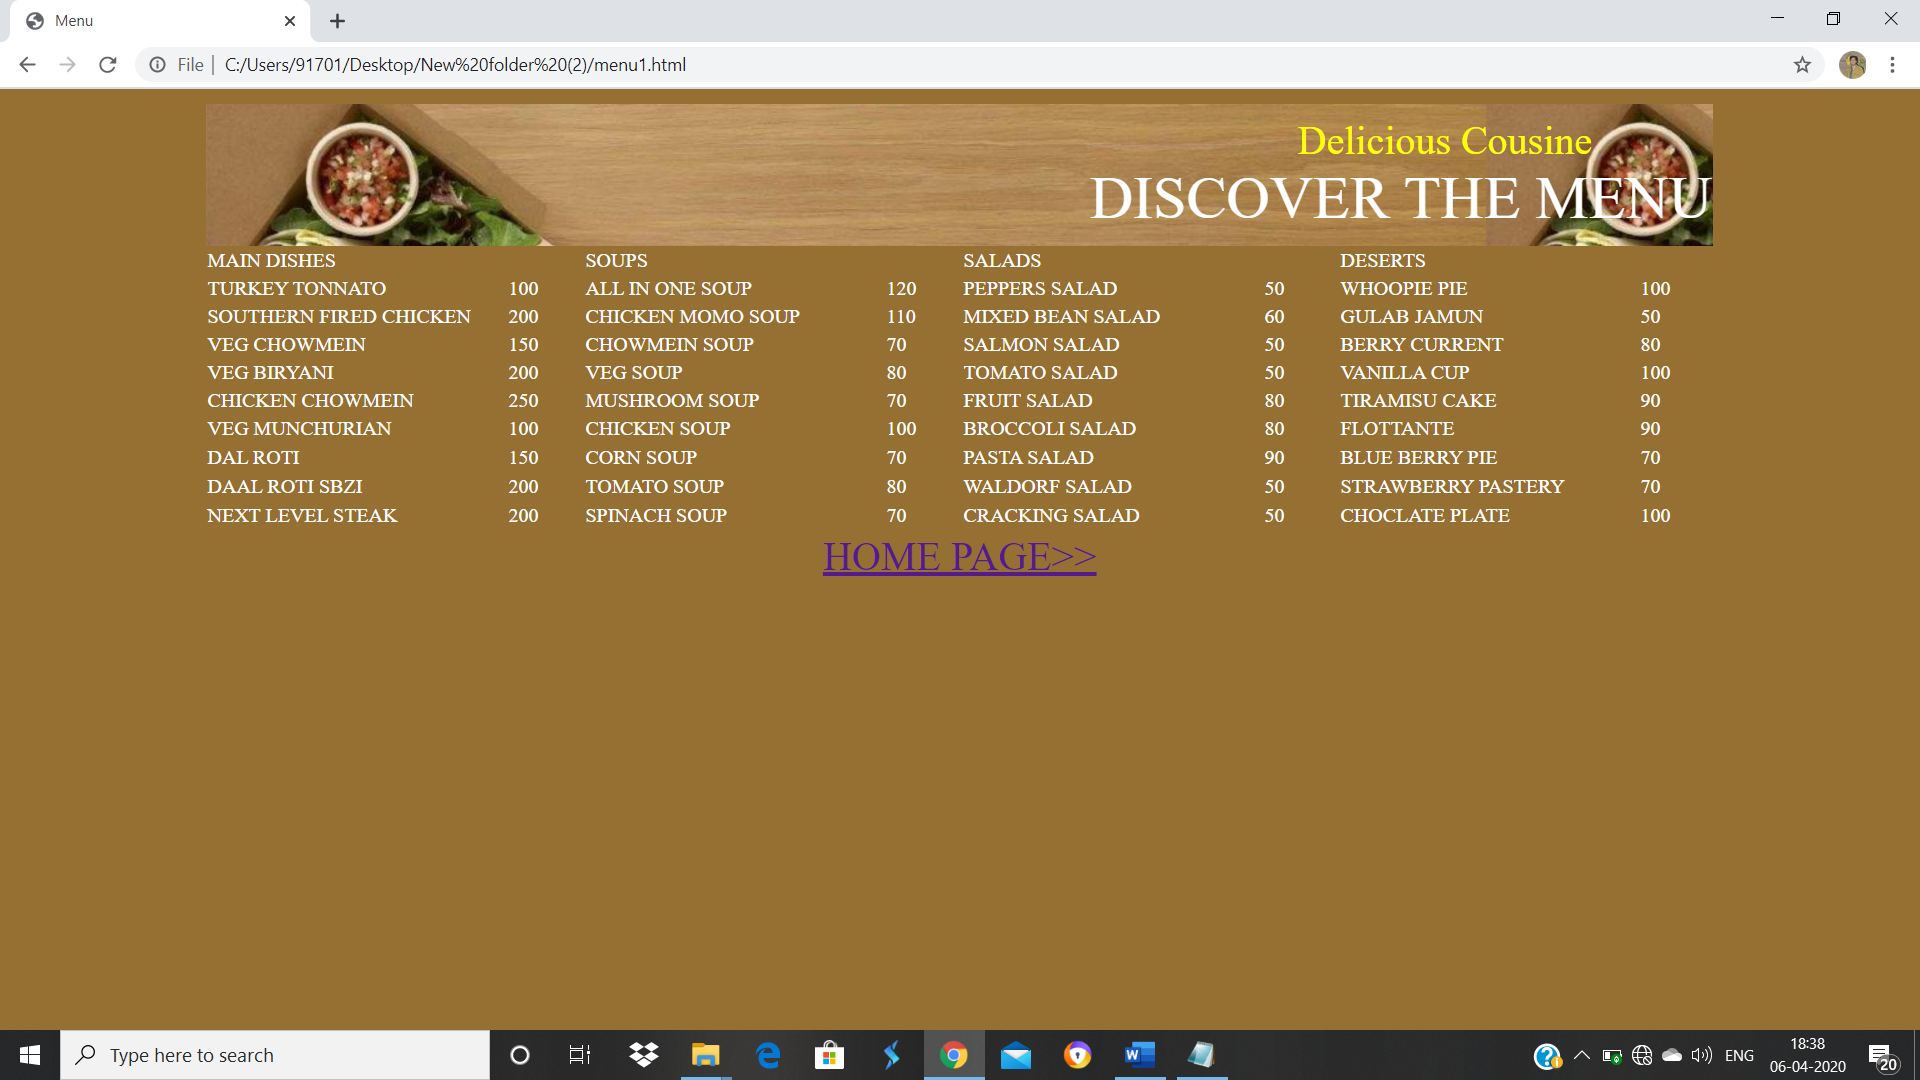 Menu
File | C:/Users/91701/Desktop/New%20folder%20(2)/menu1.html
Delicious Cousine
DISCOVER THE MENU
MAIN DISHES SOUPS SALADS DESERTS
TURKEY TONNATO 100 ALL IN ONE SOUP 120 PEPPERS SALAD 50 WHOOPIE PIE 100
SOUTHERN FIRED CHICKEN 200 CHICKEN MOMO SOUP 110 MIXED BEAN SALAD 60 GULAB JAMUN 50
VEG CHOWMEIN 150 CHOWMEIN SOUP 70 SALMON SALAD 50 BERRY CURRENT 80
VEG BIRYANI 200 VEG SOUP 80 TOMATO SALAD 50 VANILLA CUP 100
CHICKEN CHOWMEIN 250 MUSHROOM SOUP 70 FRUIT SALAD 80 TIRAMISU CAKE 90
VEG MUNCHURIAN 100 CHICKEN SOUP 100 BROCCOLI SALAD 80 FLOTTANTE 90
DAL ROTI 150 CORN SOUP 70 PASTA SALAD 90 BLUE BERRY PIE 70
DAAL ROTI SBZI 200 TOMATO SOUP 80 WALDORF SALAD 50 STRAWBERRY PASTERY 70
NEXT LEVEL STEAK 200 SPINACH SOUP 70 CRACKING SALAD 50 CHOCLATE PLATE 100
HOME PAGE>>
Type here to search
ENG
18:38
06-04-2020
20